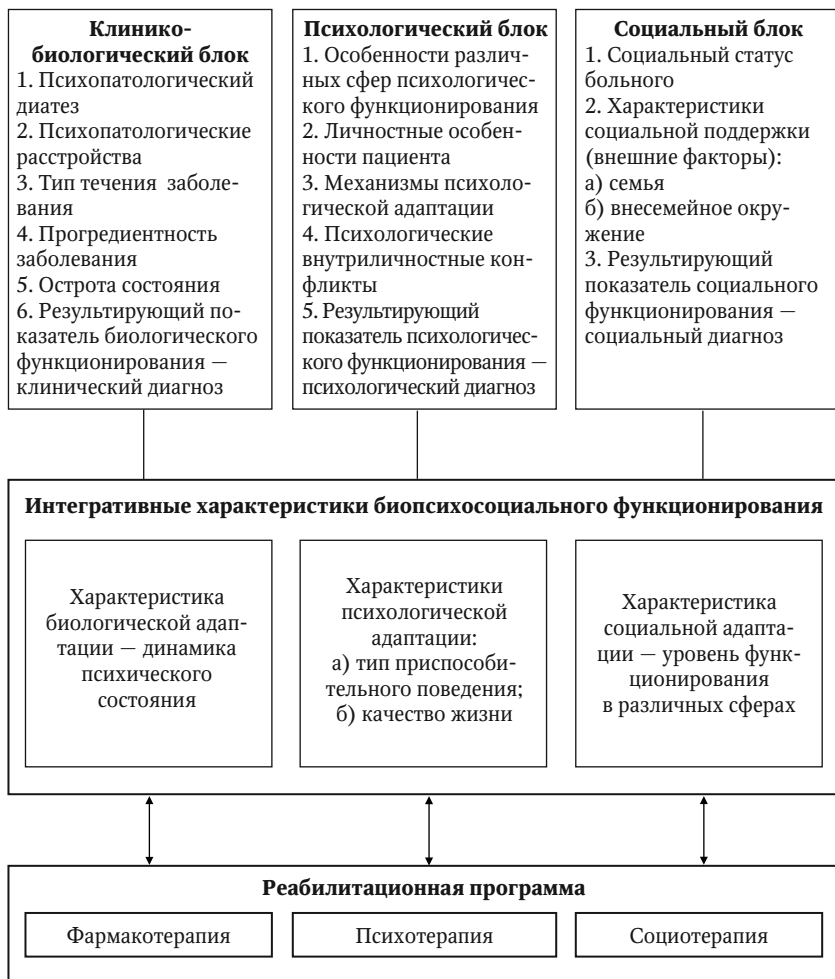 Клинико-
биологический блок
1. Психопатологический
диатез
2. Психопатологические
расстройства
3. Тип течения заболе-
вания
4. Прогредиентность
заболевания
5. Острота состояния
6. Результирующий по-
казатель биологического
функционирования —
клинический диагноз
Психологический блок
1. Особенности различ-
ных сфер психологичес-
кого функционирования
2. Личностные особен-
ности пациента
3. Механизмы психоло-
гической адаптации
4. Психологические
внутриличностные кон-
фликты
5. Результирующий
показатель психологичес-
кого функционирования —
психологический диагноз
Социальный блок
1. Социальный статус
больного
2. Характеристики
социальной поддержки
(внешние факторы):
а) семья
б) внесемейное окру-
жение
3. Результирующий
показатель социального
функционирования —
социальный диагноз
Интегративные характеристики биопсихосоциального функционирования
Характеристика
биологической адап-
тации — динамика
психического
состояния
Характеристики
психологической
адаптации:
а) тип приспособи-
тельного поведения;
б) качество жизни
Характеристика
социальной адапта-
ции — уровень функ-
ционирования
в различных сферах
Реабилитационная программа
Фармакотерапия
Психотерапия
Социотерапия